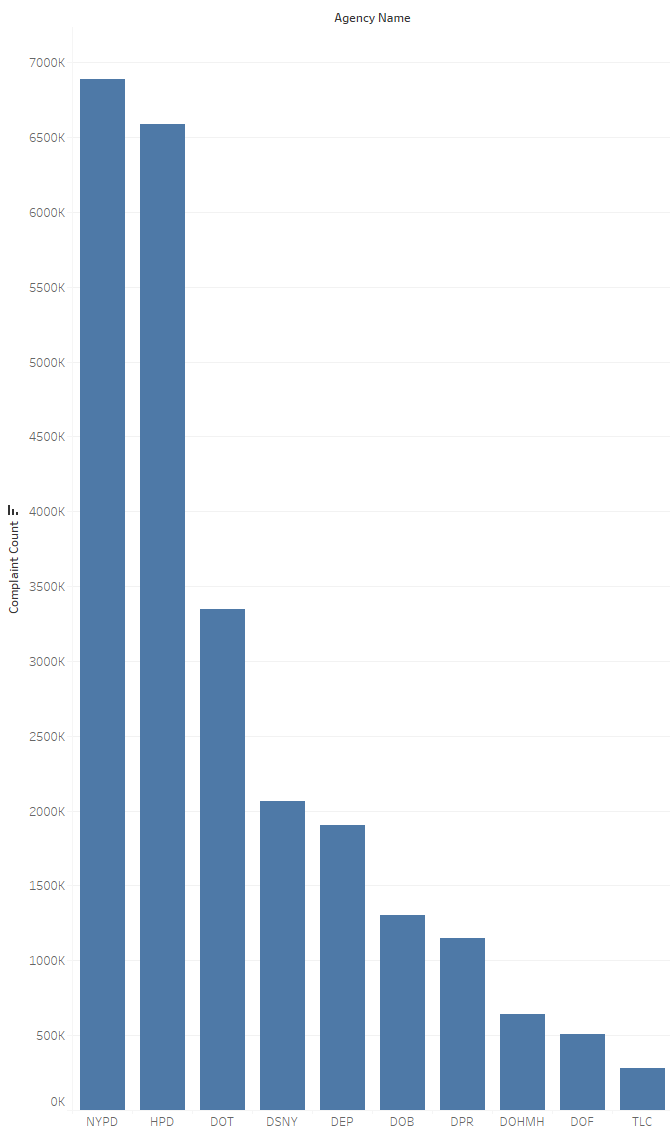 Agency Name
Complaint Count
7000K
6500K
6000K
5500K
5000K
4500K
4000K
3500K
3000K
2500K
2000K
1500K
1000K
500K
0K
NYPD HPD DOT DSNY DEP DOB DPR DOHMH DOF TLC